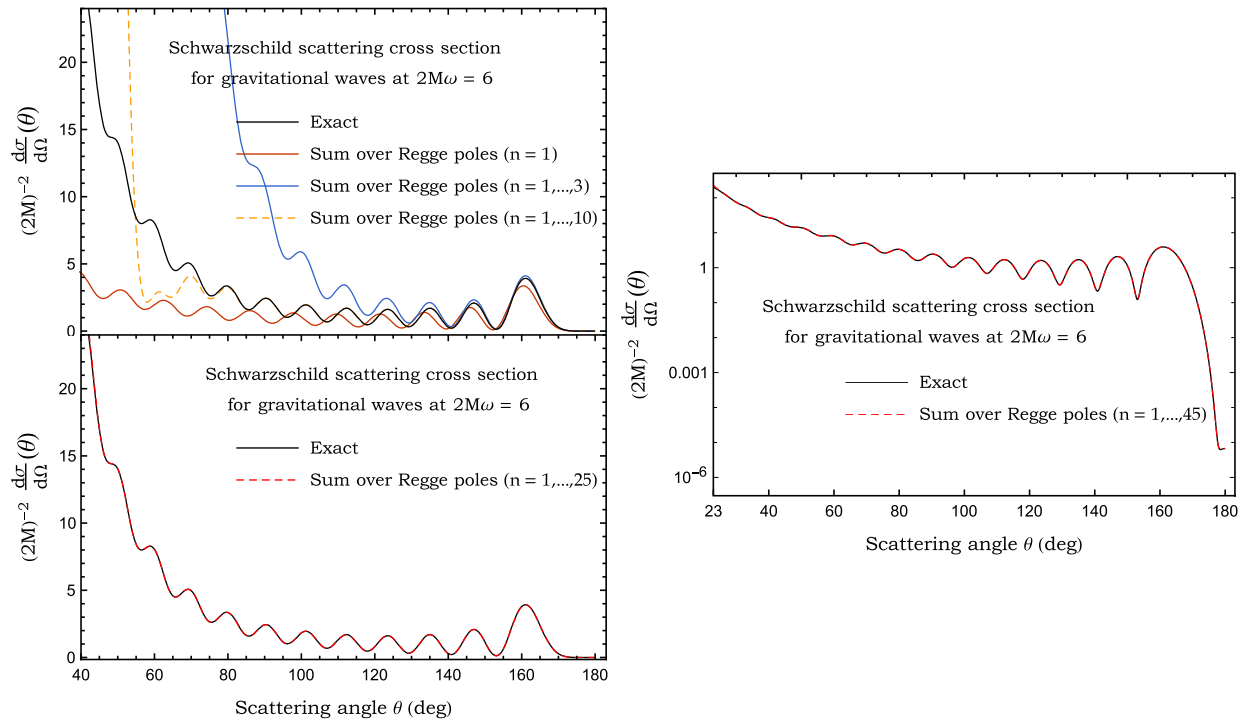 Schwarzschild scattering cross section
for gravitational waves at 2Mω = 6
Exact
Sum over Regge poles (n = 1)
Sum over Regge poles (n = 1,...,3)
Sum over Regge poles (n = 1,...,10)
(2M)⁻² dσ/dΩ (θ)
20
15
10
5
0
Schwarzschild scattering cross section
for gravitational waves at 2Mω = 6
Exact
Sum over Regge poles (n = 1,...,25)
(2M)⁻² dσ/dΩ (θ)
20
15
10
5
0
40 60 80 100 120 140 160 180
Scattering angle θ (deg)
Schwarzschild scattering cross section
for gravitational waves at 2Mω = 6
Exact
Sum over Regge poles (n = 1,...,45)
(2M)⁻² dσ/dΩ (θ)
1
0.001
10⁻⁶
23 40 60 80 100 120 140 160 180
Scattering angle θ (deg)